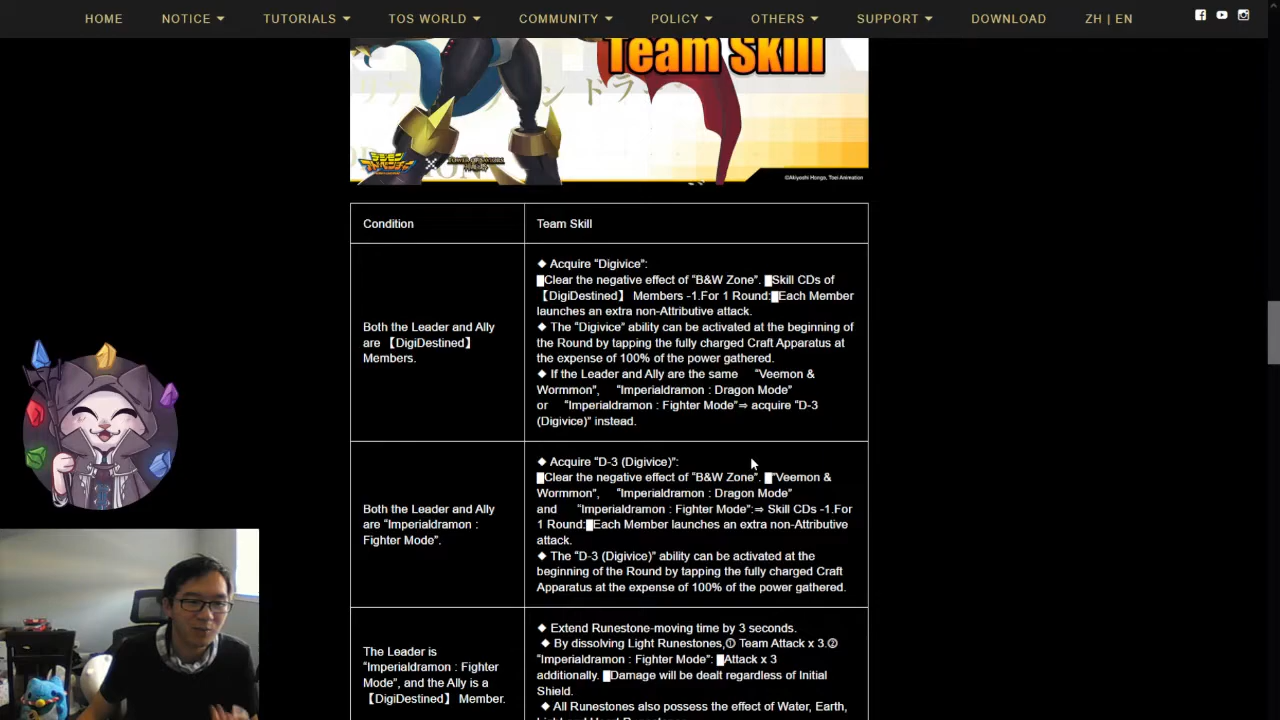 HOME NOTICE TUTORIALS TOS WORLD COMMUNITY POLICY OTHERS SUPPORT DOWNLOAD ZH | EN
Team Skill
©Akiyoshi Hongo, Toei Animation
Condition
Team Skill
Both the Leader and Ally
are 【DigiDestined】
Members.
◆ Acquire “Digivice”:
█Clear the negative effect of “B&W Zone”. █Skill CDs of
【DigiDestined】 Members -1.For 1 Round:█Each Member
launches an extra non-Attributive attack.
◆ The “Digivice” ability can be activated at the beginning of
the Round by tapping the fully charged Craft Apparatus at
the expense of 100% of the power gathered.
◆ If the Leader and Ally are the same “Veemon &
Wormmon”, “Imperialdramon : Dragon Mode”
or “Imperialdramon : Fighter Mode”⇒ acquire “D-3
(Digivice)” instead.
Both the Leader and Ally
are “Imperialdramon :
Fighter Mode”.
◆ Acquire “D-3 (Digivice)”:
█Clear the negative effect of “B&W Zone”. █“Veemon &
Wormmon”, “Imperialdramon : Dragon Mode”
and “Imperialdramon : Fighter Mode”:⇒ Skill CDs -1.For
1 Round:█Each Member launches an extra non-Attributive
attack.
◆ The “D-3 (Digivice)” ability can be activated at the
beginning of the Round by tapping the fully charged Craft
Apparatus at the expense of 100% of the power gathered.
The Leader is
“Imperialdramon : Fighter
Mode”, and the Ally is a
【DigiDestined】 Member.
◆ Extend Runestone-moving time by 3 seconds.
◆ By dissolving Light Runestones,① Team Attack x 3.②
“Imperialdramon : Fighter Mode”: █Attack x 3
additionally. █Damage will be dealt regardless of Initial
Shield.
◆ All Runestones also possess the effect of Water, Earth,